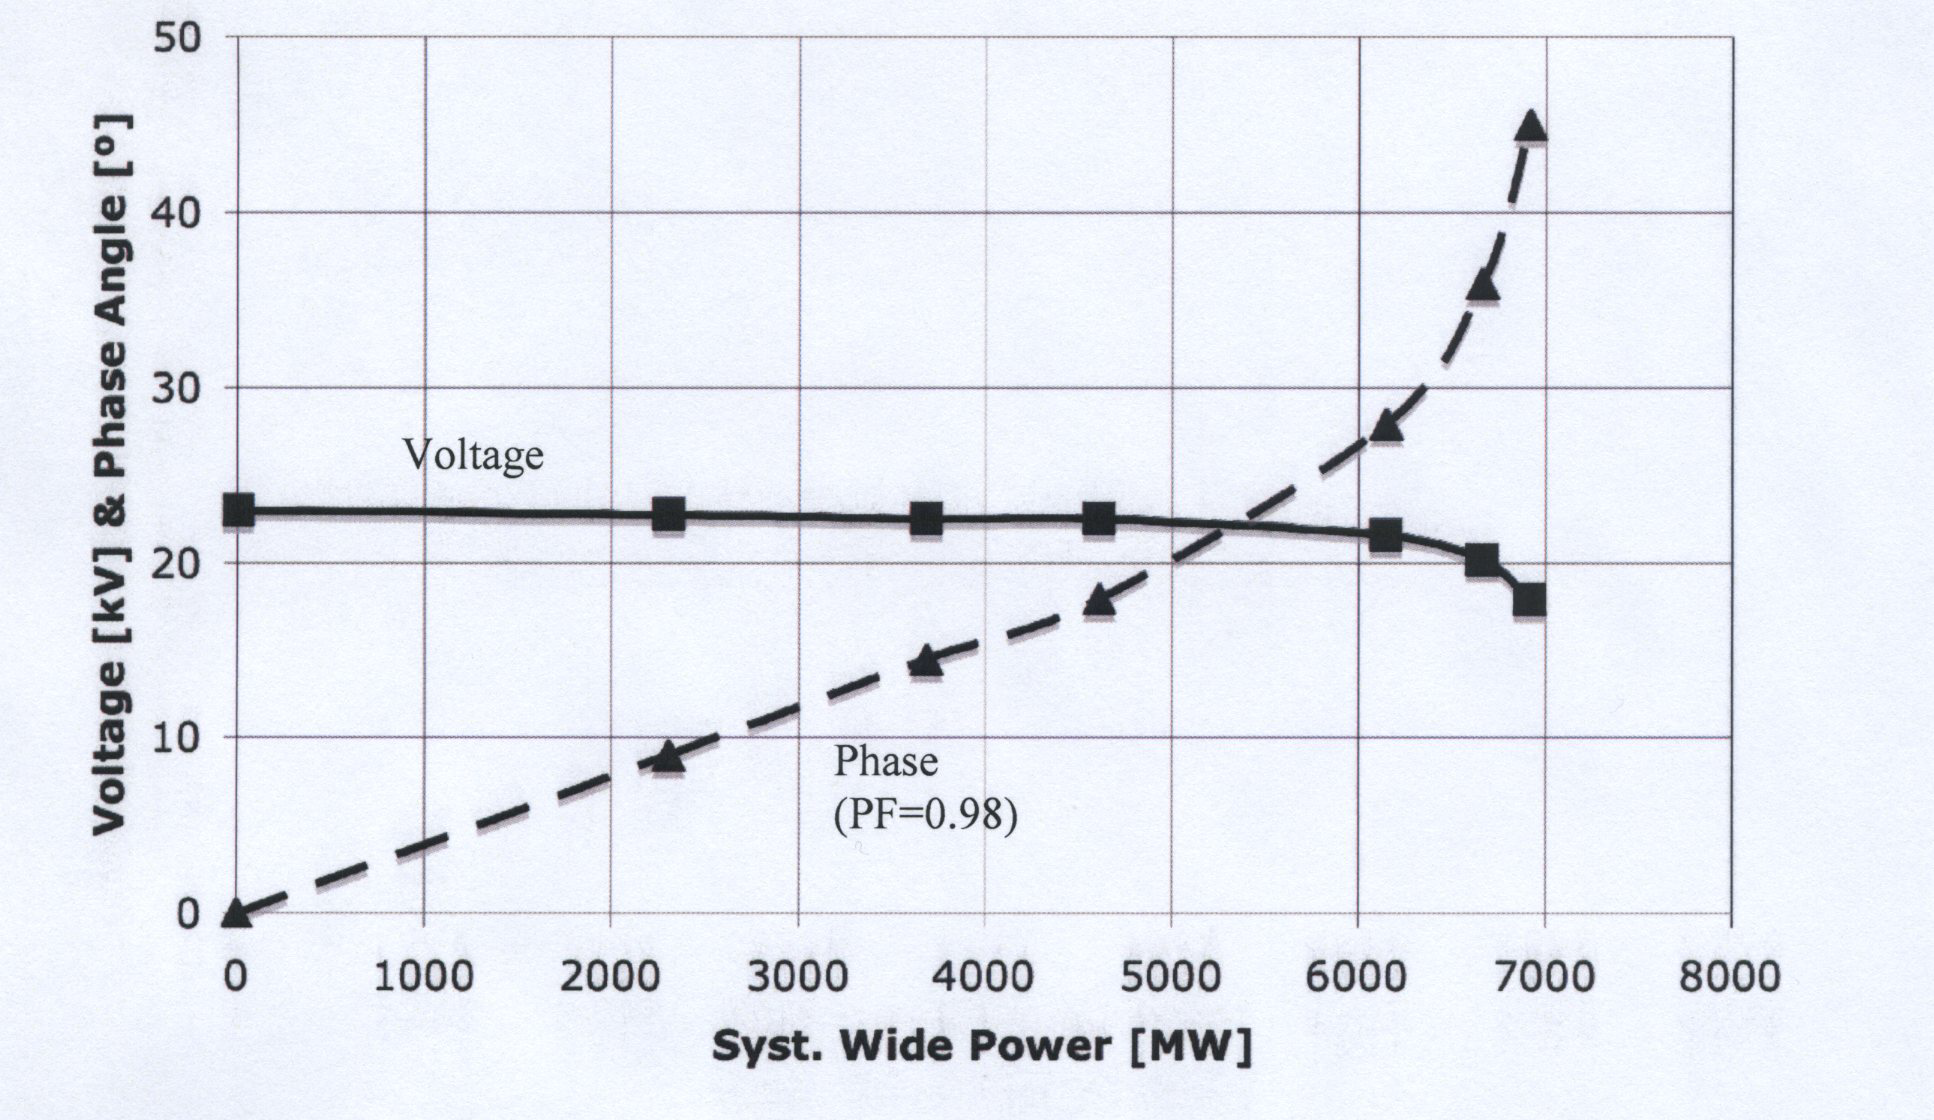 50
40
30
20
10
0
Voltage [kV] & Phase Angle [º]
Voltage
Phase
(PF=0.98)
0 1000 2000 3000 4000 5000 6000 7000 8000
Syst. Wide Power [MW]